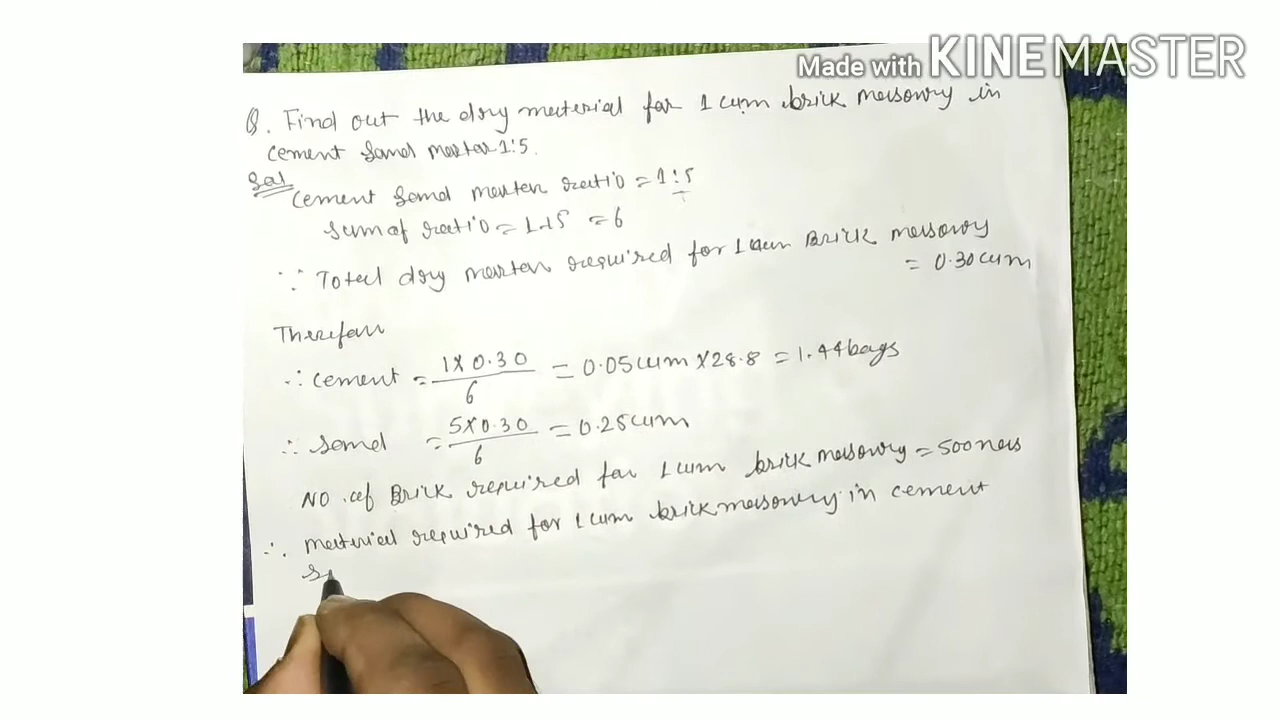 Made with KINEMASTER
Q. Find out the dry material for 1 cum brick masonry in
cement sand mortar 1:5.
Sol
Cement sand mortar ratio = 1:5
Sum of ratio = 1+5 = 6
∵ Total dry mortar required for 1 cum Brick masonry
= 0.30 cum
Therefore
∴ cement = 1 X 0.30 / 6 = 0.05 cum X 28.8 = 1.44 bags
∴ sand = 5 X 0.30 / 6 = 0.25 cum
NO. of Brick required for 1 cum brick masonry = 500 nos
∴ material required for 1 cum brick masonry in cement